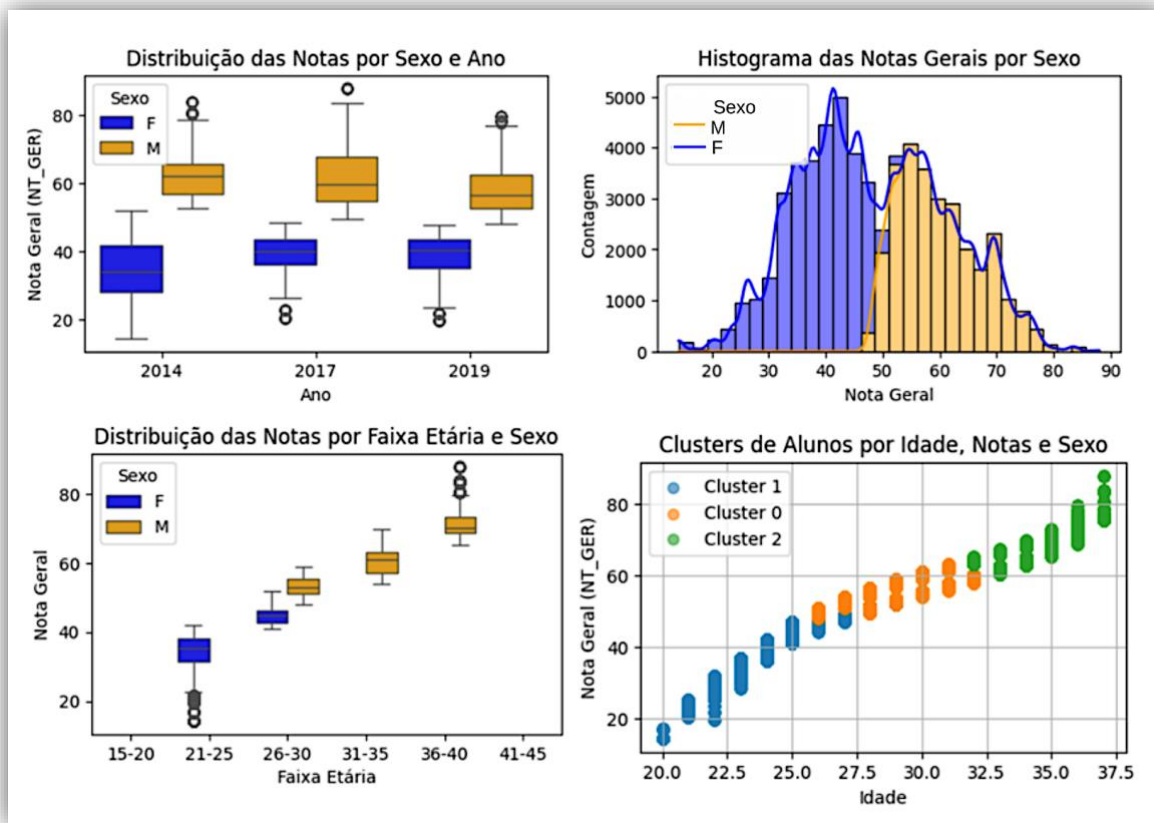 Distribuição das Notas por Sexo e Ano
Nota Geral (NT_GER)
80
60
40
20
Sexo
F
M
2014 2017 2019
Ano
Histograma das Notas Gerais por Sexo
Contagem
5000
4000
3000
2000
1000
0
Sexo
M
F
20 30 40 50 60 70 80 90
Nota Geral
Distribuição das Notas por Faixa Etária e Sexo
Nota Geral
80
60
40
20
Sexo
F
M
15-20 21-25 26-30 31-35 36-40 41-45
Faixa Etária
Clusters de Alunos por Idade, Notas e Sexo
Nota Geral (NT_GER)
80
60
40
20
Cluster 1
Cluster 0
Cluster 2
20.0 22.5 25.0 27.5 30.0 32.5 35.0 37.5
Idade